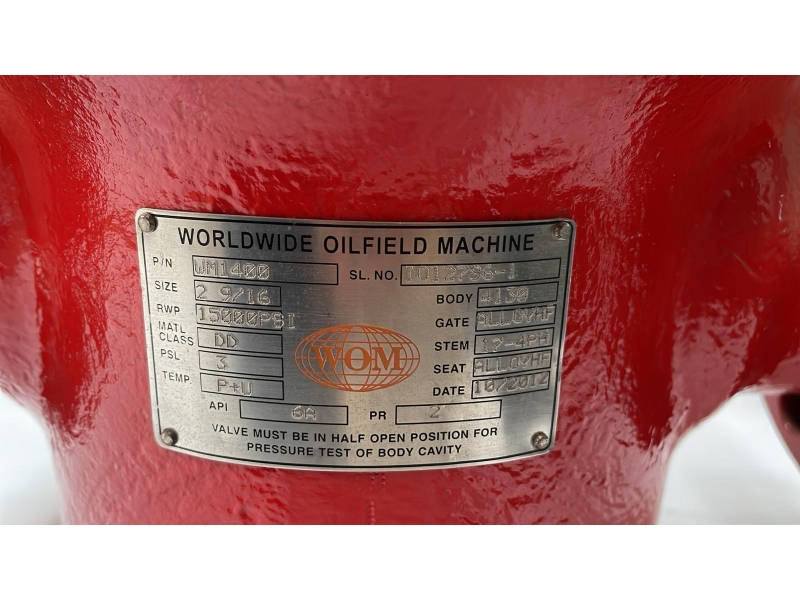 WORLDWIDE OILFIELD MACHINE
P/N WM1400 SL. NO.
SIZE 2 9/16 BODY 4130
RWP 15000PSI GATE
MATL CLASS DD STEM 17-4PH
PSL 3 WOM SEAT
TEMP P+U DATE 10/2012
API 6A PR 2
VALVE MUST BE IN HALF OPEN POSITION FOR
PRESSURE TEST OF BODY CAVITY